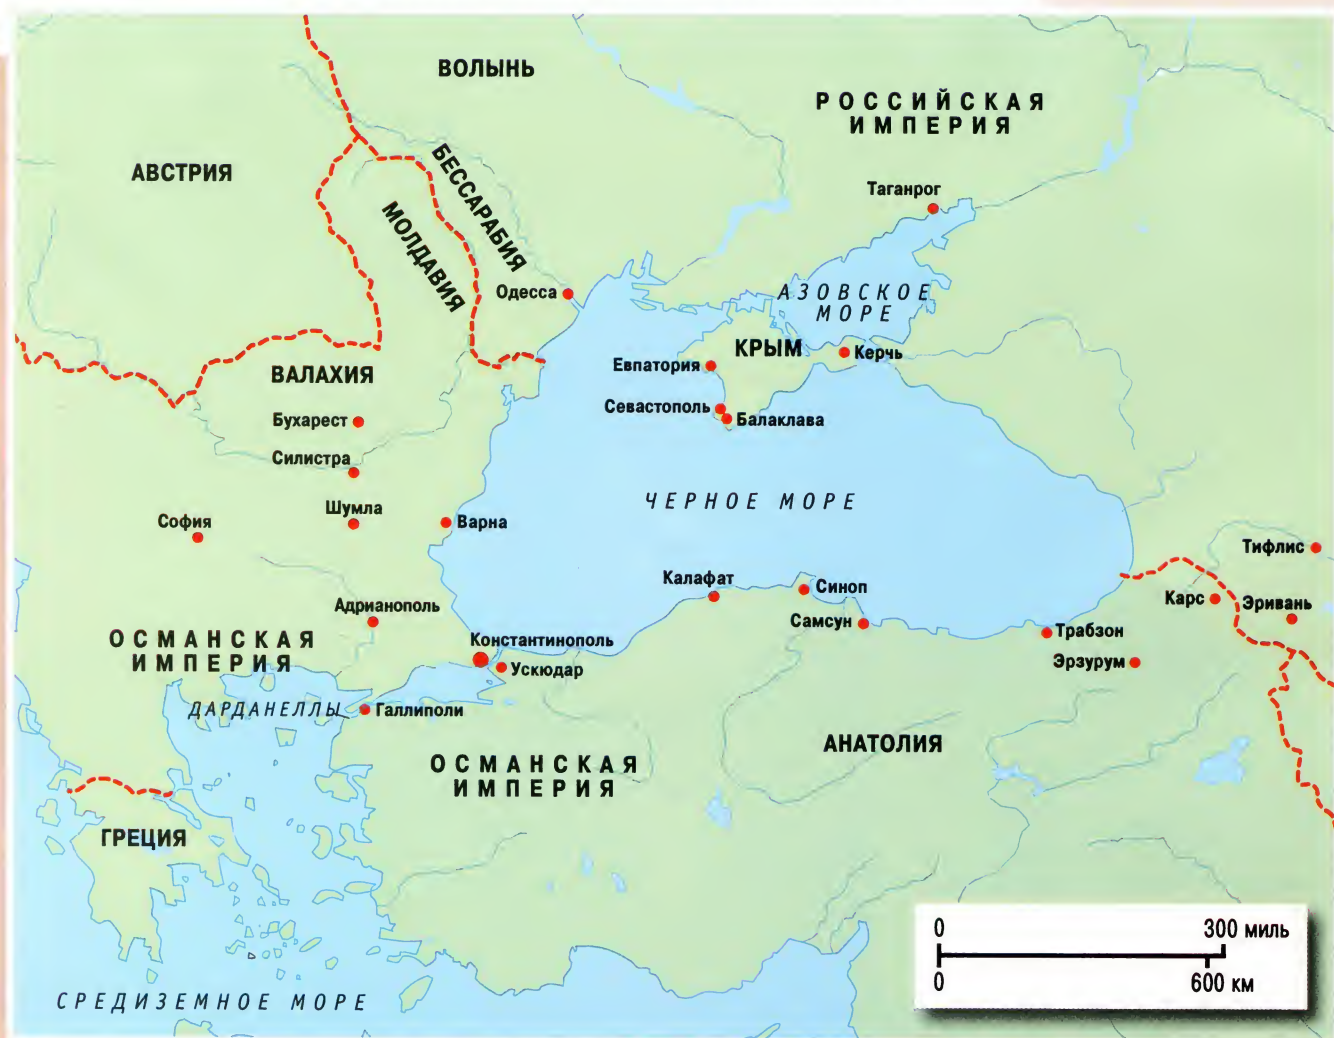 ВОЛЫНЬ
РОССИЙСКАЯ
ИМПЕРИЯ
АВСТРИЯ
БЕССАРАБИЯ
МОЛДАВИЯ
Таганрог
Одесса
АЗОВСКОЕ
МОРЕ
КРЫМ
Керчь
Евпатория
ВАЛАХИЯ
Севастополь
Балаклава
Бухарест
Силистра
ЧЕРНОЕ МОРЕ
Шумла
София
Варна
Тифлис
Калафат
Синоп
Карс
Эривань
Адрианополь
Самсун
Трабзон
ОСМАНСКАЯ
ИМПЕРИЯ
Константинополь
Ускюдар
Эрзурум
ДАРДАНЕЛЛЫ
Галлиполи
АНАТОЛИЯ
ОСМАНСКАЯ
ИМПЕРИЯ
ГРЕЦИЯ
СРЕДИЗЕМНОЕ МОРЕ
0 300 миль
0 600 км